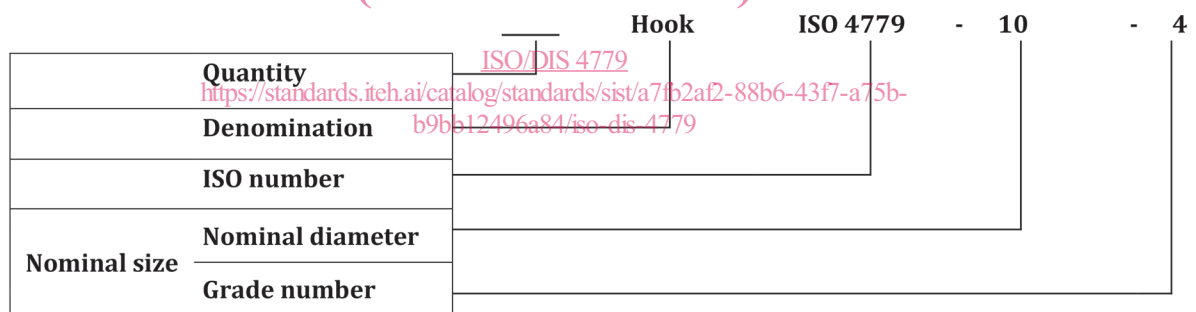 Hook ISO 4779 - 10 - 4
ISO/DIS 4779
Quantity
https://standards.iteh.ai/catalog/standards/sist/a7fb2af2-88b6-43f7-a75b-
Denomination
b9bb12496a84/iso-dis-4779
ISO number
Nominal diameter
Nominal size
Grade number